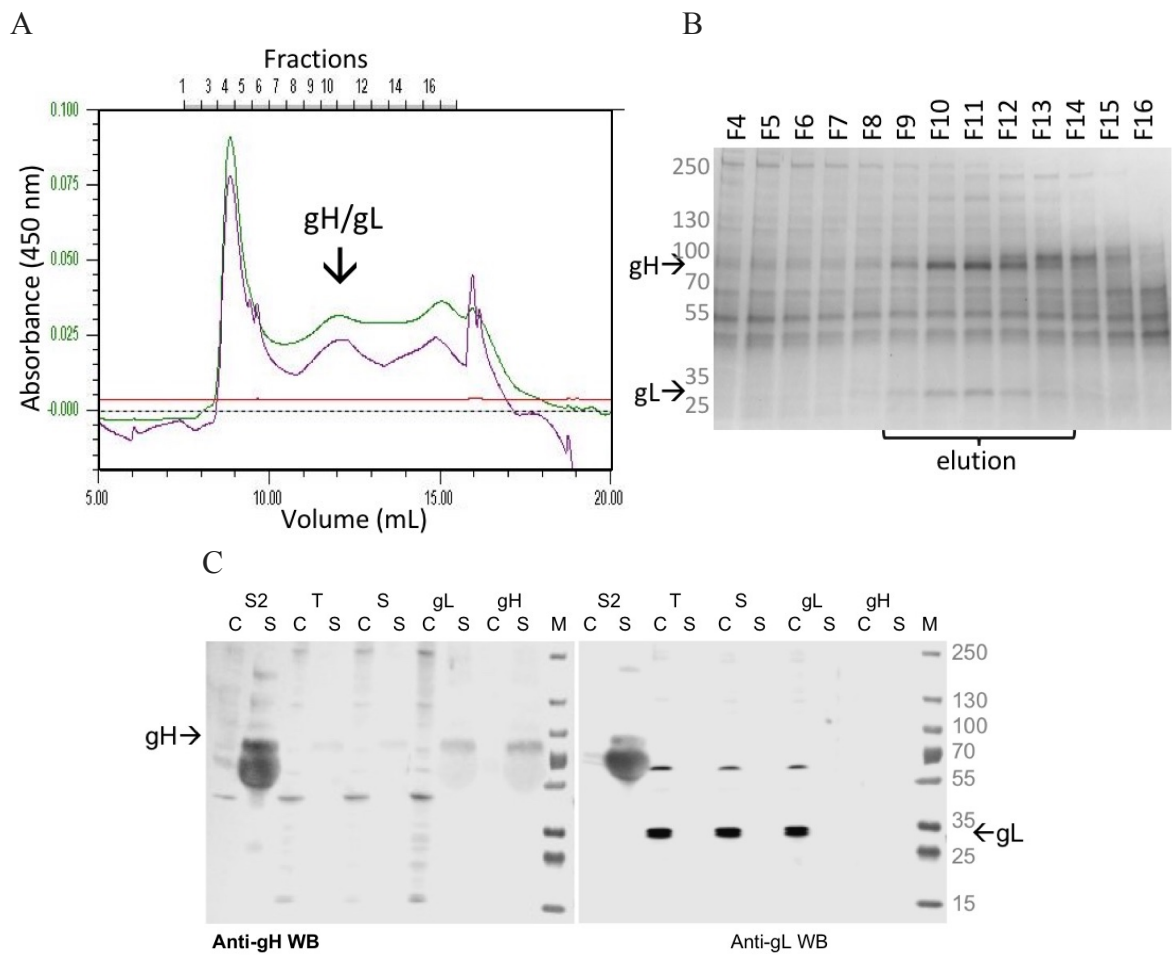 A
Fractions
1 3 4 5 6 7 8 9 10 12 14 16
Absorbance (450 nm)
0.100
0.075
0.050
0.025
-0.000
gH/gL
5.00 10.00 15.00 20.00
Volume (mL)
B
F4 F5 F6 F7 F8 F9 F10 F11 F12 F13 F14 F15 F16
250
130
100
gH→
70
55
35
gL→
25
elution
C
S2 T S gL gH S2 T S gL gH
C S C S C S C S C S M C S C S C S C S C S M
250
130
100
gH→
70
55
35
←gL
25
15
Anti-gH WB Anti-gL WB